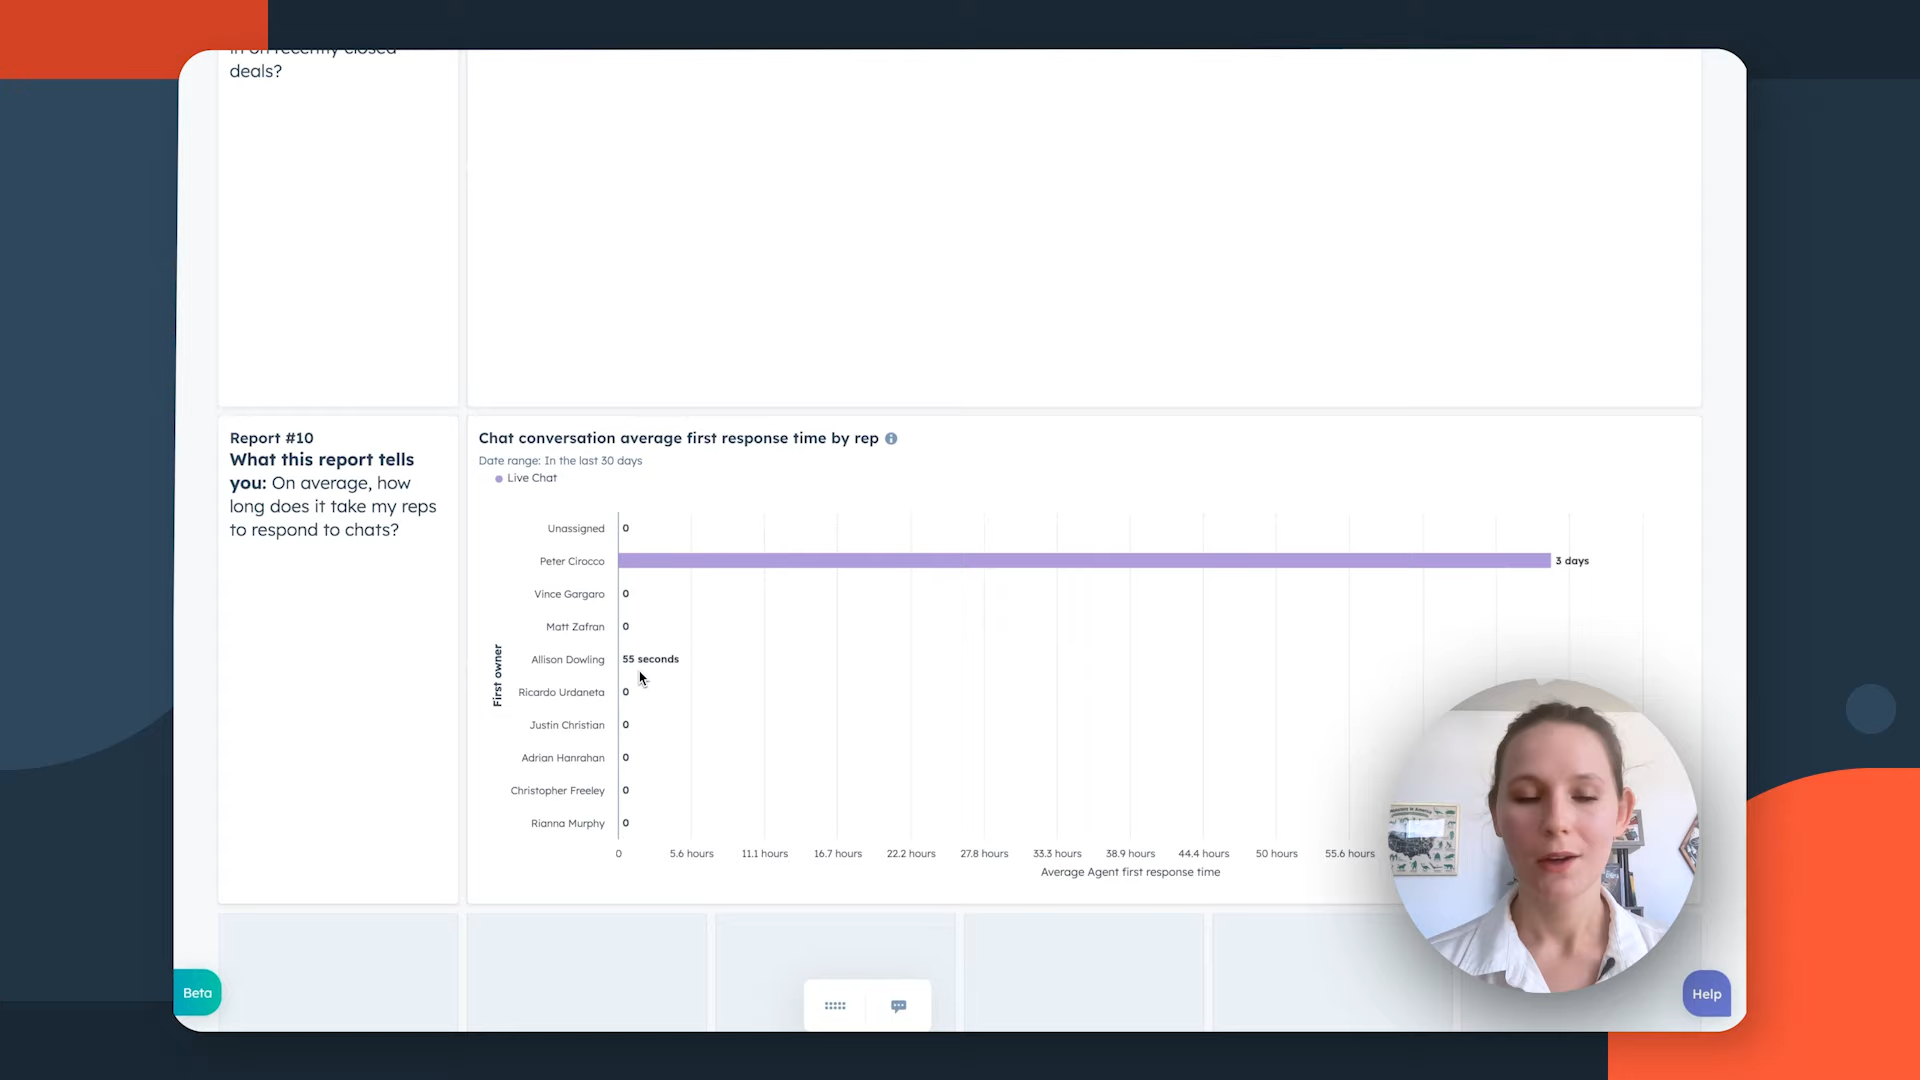 in on recently closed
deals?
Report #10
What this report tells
you: On average, how
long does it take my reps
to respond to chats?
Chat conversation average first response time by rep
Date range: In the last 30 days
Live Chat
First owner
Unassigned 0
Peter Cirocco 3 days
Vince Gargaro 0
Matt Zafran 0
Allison Dowling 55 seconds
Ricardo Urdaneta 0
Justin Christian 0
Adrian Hanrahan 0
Christopher Freeley 0
Rianna Murphy 0
0 5.6 hours 11.1 hours 16.7 hours 22.2 hours 27.8 hours 33.3 hours 38.9 hours 44.4 hours 50 hours 55.6 hours
Average Agent first response time
Beta
Help